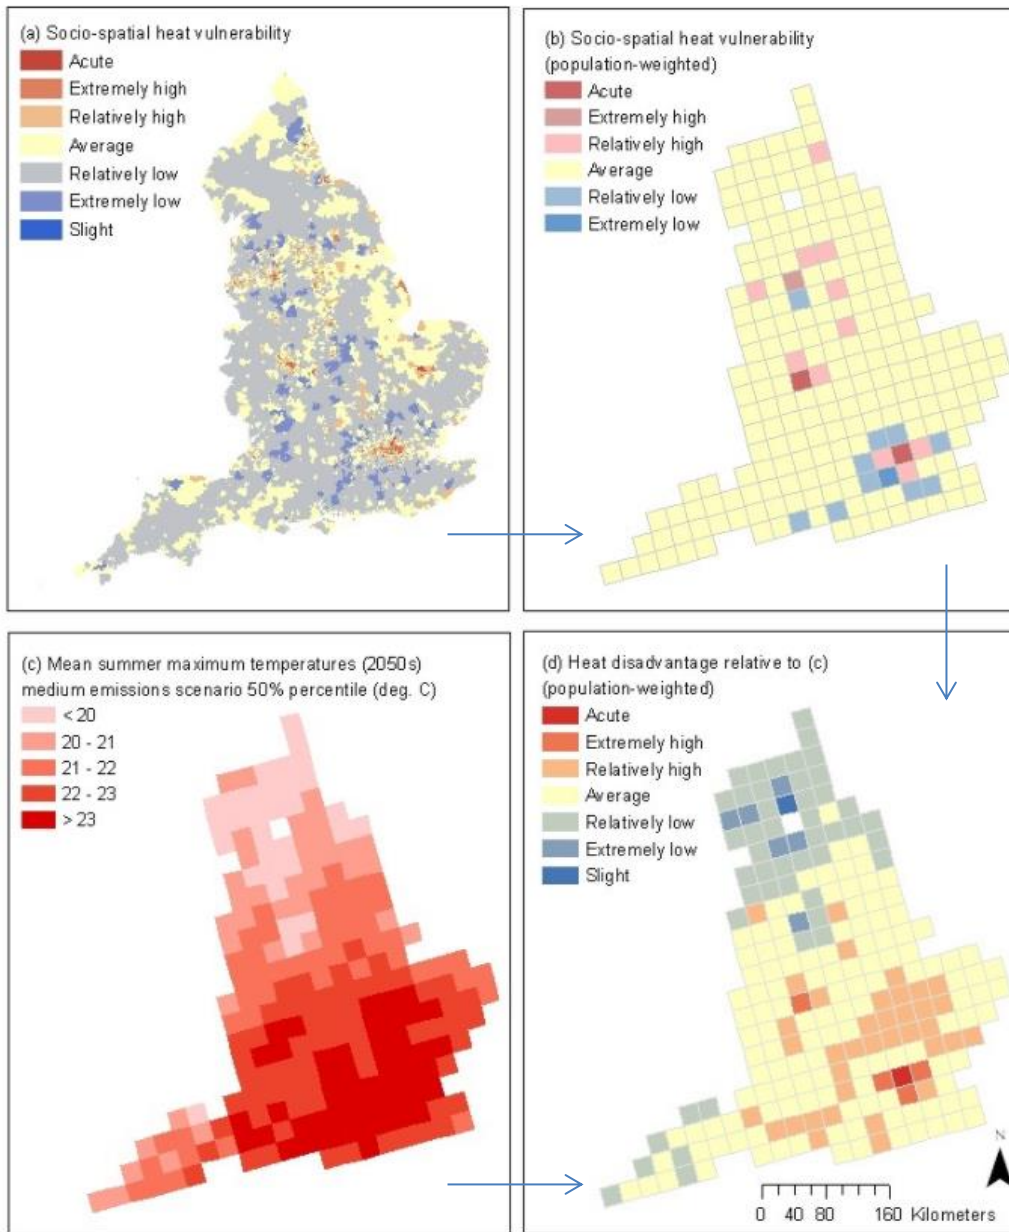 (a) Socio-spatial heat vulnerability
Acute
Extremely high
Relatively high
Average
Relatively low
Extremely low
Slight
(b) Socio-spatial heat vulnerability
(population-weighted)
Acute
Extremely high
Relatively high
Average
Relatively low
Extremely low
(c) Mean summer maximum temperatures (2050s)
medium emissions scenario 50% percentile (deg. C)
< 20
20 - 21
21 - 22
22 - 23
> 23
(d) Heat disadvantage relative to (c)
(population-weighted)
Acute
Extremely high
Relatively high
Average
Relatively low
Extremely low
Slight
N
0 40 80 160 Kilometers